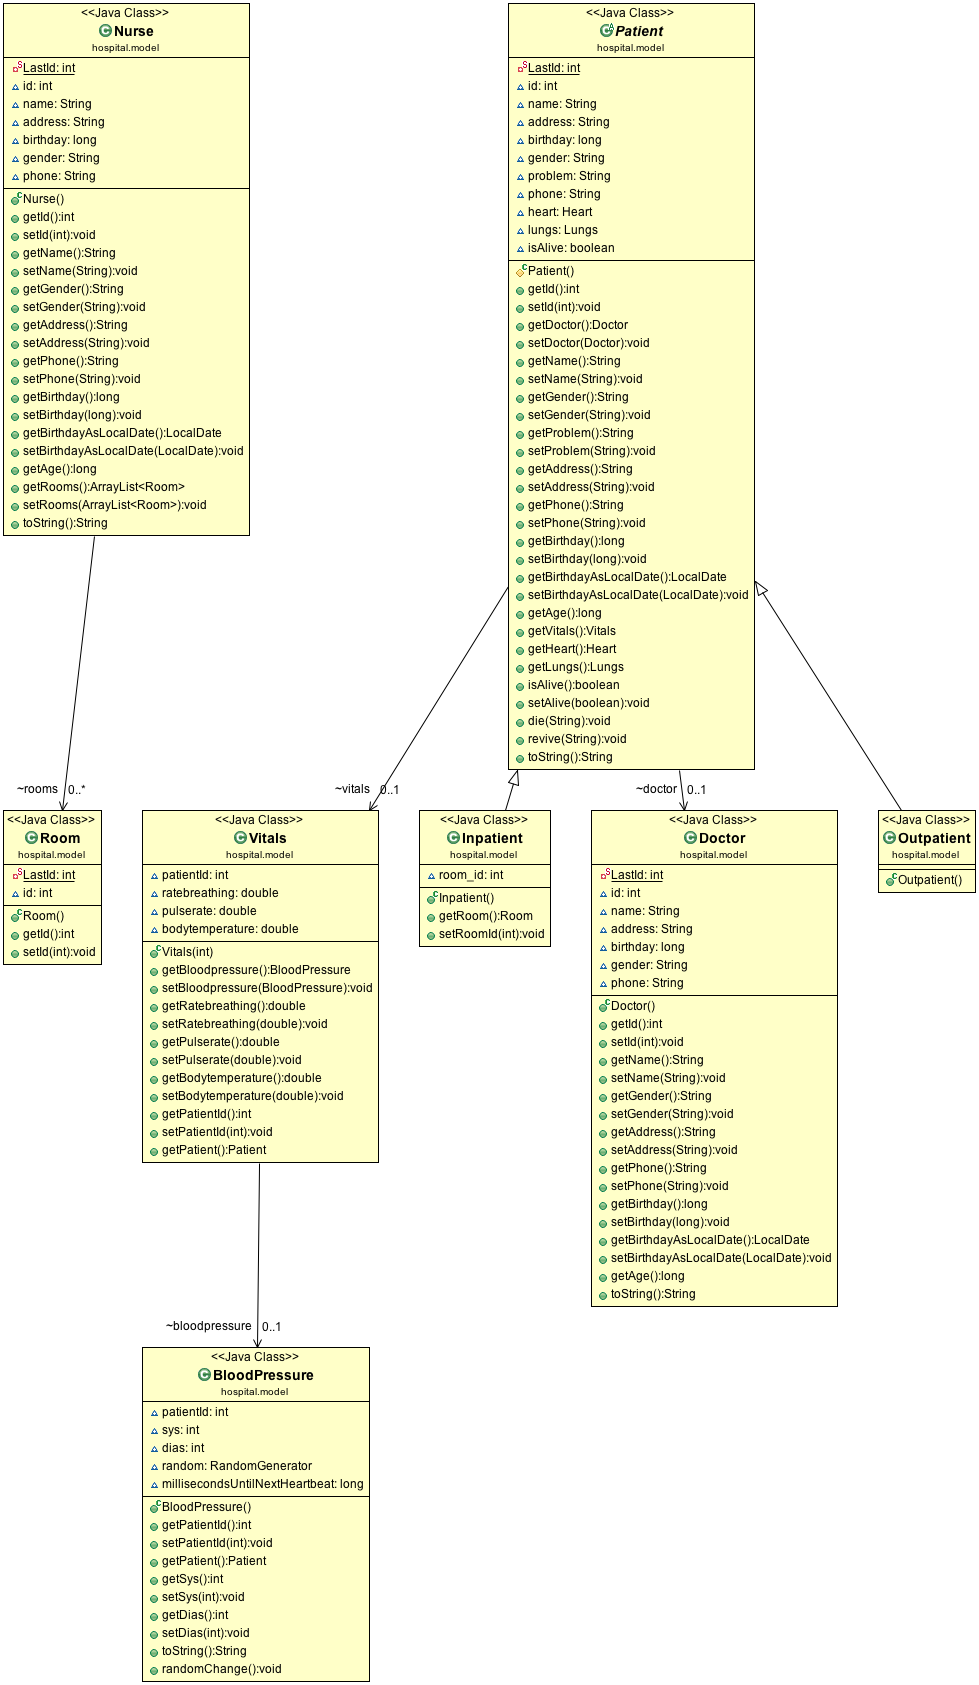 <<Java Class>>
Nurse
hospital.model
LastId: int
id: int
name: String
address: String
birthday: long
gender: String
phone: String
Nurse()
getId():int
setId(int):void
getName():String
setName(String):void
getGender():String
setGender(String):void
getAddress():String
setAddress(String):void
getPhone():String
setPhone(String):void
getBirthday():long
setBirthday(long):void
getBirthdayAsLocalDate():LocalDate
setBirthdayAsLocalDate(LocalDate):void
getAge():long
getRooms():ArrayList<Room>
setRooms(ArrayList<Room>):void
toString():String
<<Java Class>>
Patient
hospital.model
LastId: int
id: int
name: String
address: String
birthday: long
gender: String
problem: String
phone: String
heart: Heart
lungs: Lungs
isAlive: boolean
Patient()
getId():int
setId(int):void
getDoctor():Doctor
setDoctor(Doctor):void
getName():String
setName(String):void
getGender():String
setGender(String):void
getProblem():String
setProblem(String):void
getAddress():String
setAddress(String):void
getPhone():String
setPhone(String):void
getBirthday():long
setBirthday(long):void
getBirthdayAsLocalDate():LocalDate
setBirthdayAsLocalDate(LocalDate):void
getAge():long
getVitals():Vitals
getHeart():Heart
getLungs():Lungs
isAlive():boolean
setAlive(boolean):void
die(String):void
revive(String):void
toString():String
~rooms 0..*
~vitals 0..1
~doctor 0..1
<<Java Class>>
Room
hospital.model
LastId: int
id: int
Room()
getId():int
setId(int):void
<<Java Class>>
Vitals
hospital.model
patientId: int
ratebreathing: double
pulserate: double
bodytemperature: double
Vitals(int)
getBloodpressure():BloodPressure
setBloodpressure(BloodPressure):void
getRatebreathing():double
setRatebreathing(double):void
getPulserate():double
setPulserate(double):void
getBodytemperature():double
setBodytemperature(double):void
getPatientId():int
setPatientId(int):void
getPatient():Patient
<<Java Class>>
Inpatient
hospital.model
room_id: int
Inpatient()
getRoom():Room
setRoomId(int):void
<<Java Class>>
Doctor
hospital.model
LastId: int
id: int
name: String
address: String
birthday: long
gender: String
phone: String
Doctor()
getId():int
setId(int):void
getName():String
setName(String):void
getGender():String
setGender(String):void
getAddress():String
setAddress(String):void
getPhone():String
setPhone(String):void
getBirthday():long
setBirthday(long):void
getBirthdayAsLocalDate():LocalDate
setBirthdayAsLocalDate(LocalDate):void
getAge():long
toString():String
<<Java Class>>
Outpatient
hospital.model
Outpatient()
~bloodpressure 0..1
<<Java Class>>
BloodPressure
hospital.model
patientId: int
sys: int
dias: int
random: RandomGenerator
millisecondsUntilNextHeartbeat: long
BloodPressure()
getPatientId():int
setPatientId(int):void
getPatient():Patient
getSys():int
setSys(int):void
getDias():int
setDias(int):void
toString():String
randomChange():void